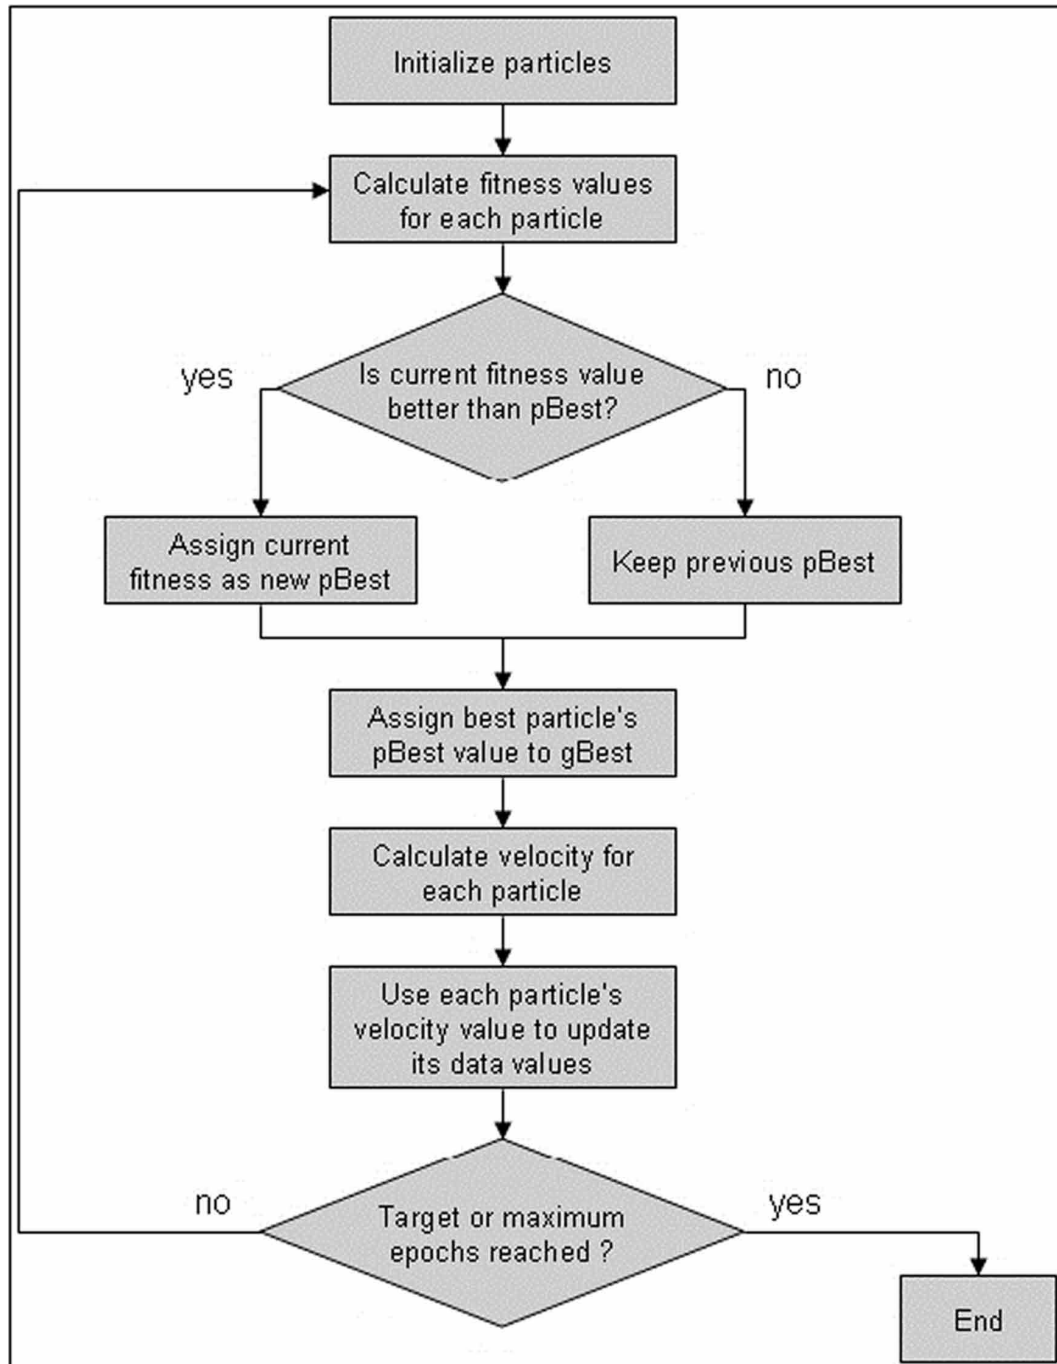 Initialize particles
Calculate fitness values
for each particle
Is current fitness value
better than pBest?
yes
no
Assign current
fitness as new pBest
Keep previous pBest
Assign best particle's
pBest value to gBest
Calculate velocity for
each particle
Use each particle's
velocity value to update
its data values
Target or maximum
epochs reached ?
no
yes
End